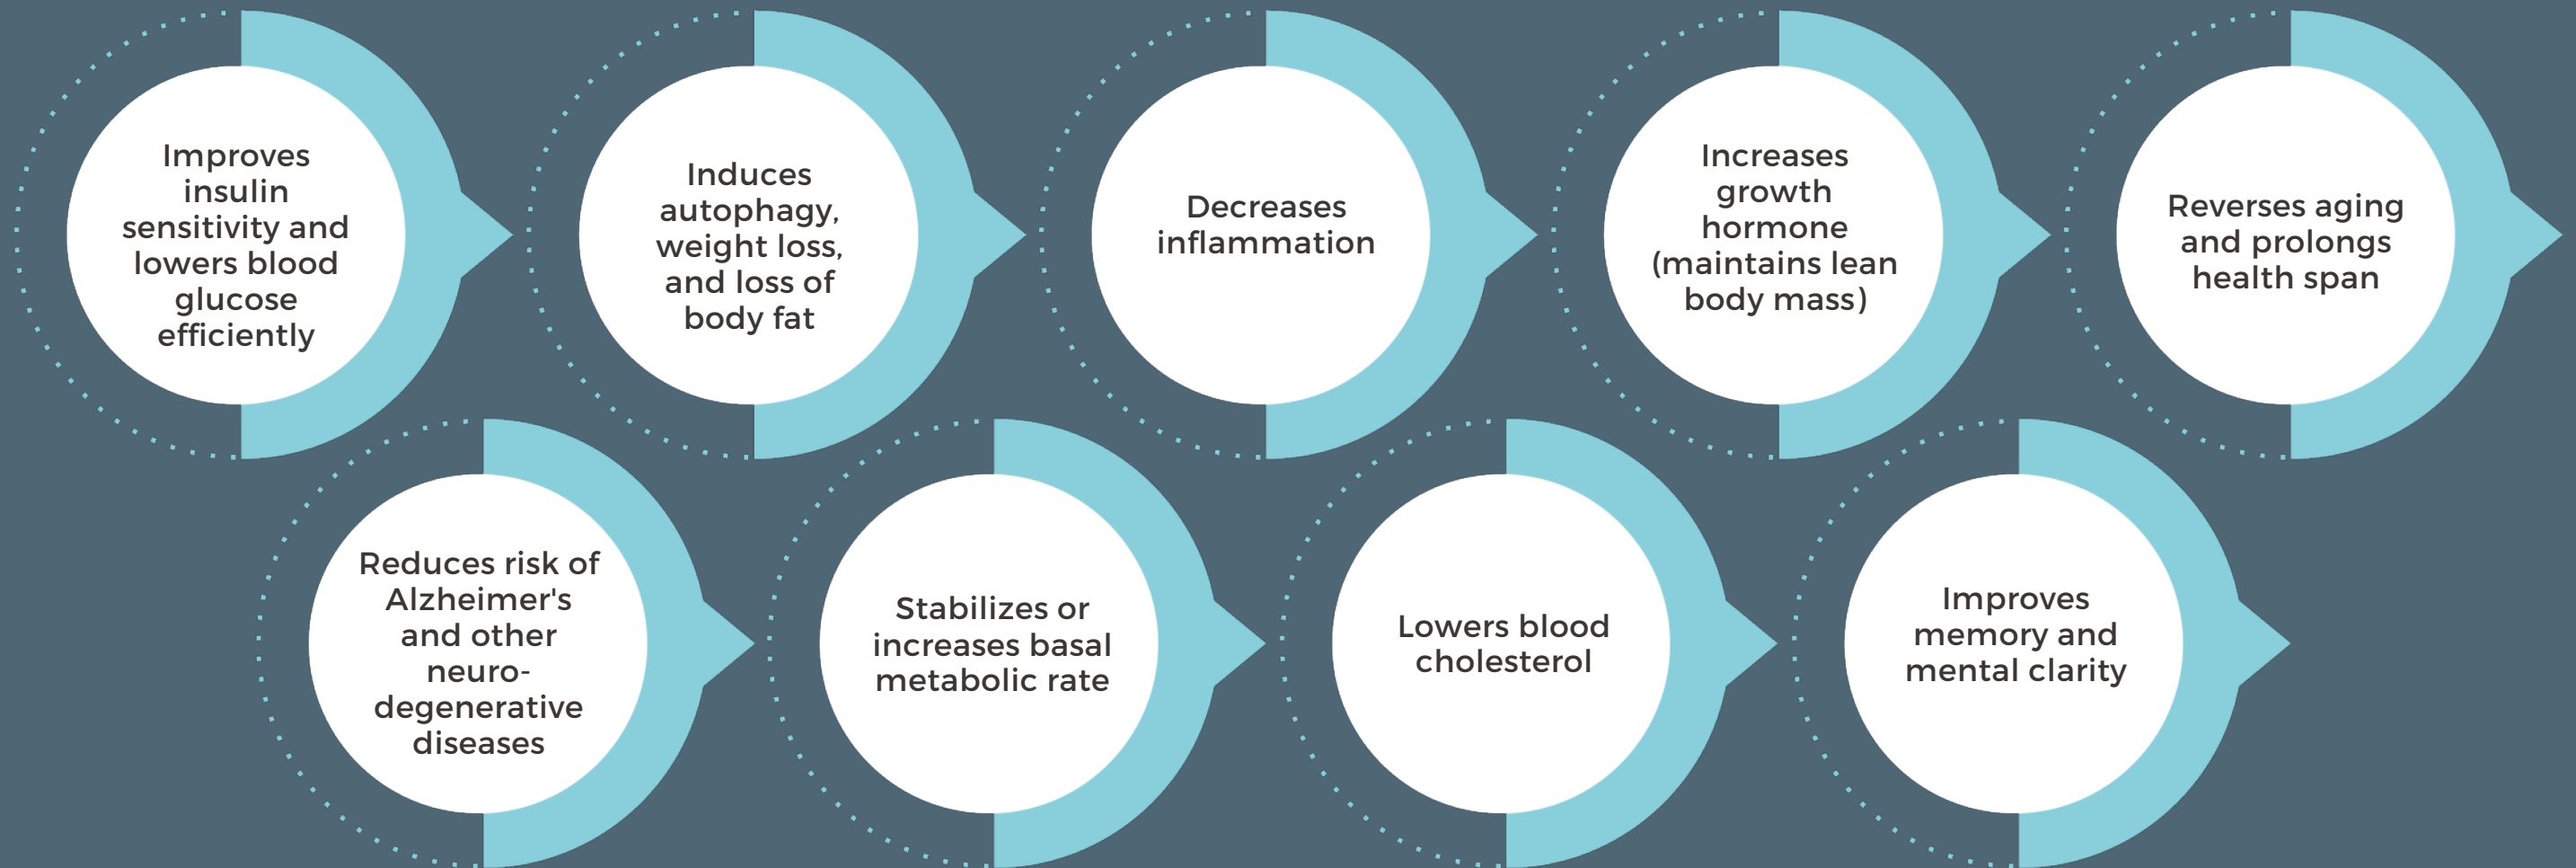 Improves
insulin
sensitivity and
lowers blood
glucose
efficiently
Induces
autophagy,
weight loss,
and loss of
body fat
Decreases
inflammation
Increases
growth
hormone
(maintains lean
body mass)
Reverses aging
and prolongs
health span
Reduces risk of
Alzheimer's
and other
neuro-
degenerative
diseases
Stabilizes or
increases basal
metabolic rate
Lowers blood
cholesterol
Improves
memory and
mental clarity